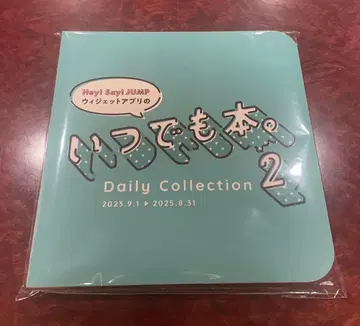 Hey! Say! JUMP
ウィジェットアプリの
いつでも本。
2
Daily Collection
2023.9.1 ▶ 2025.8.31